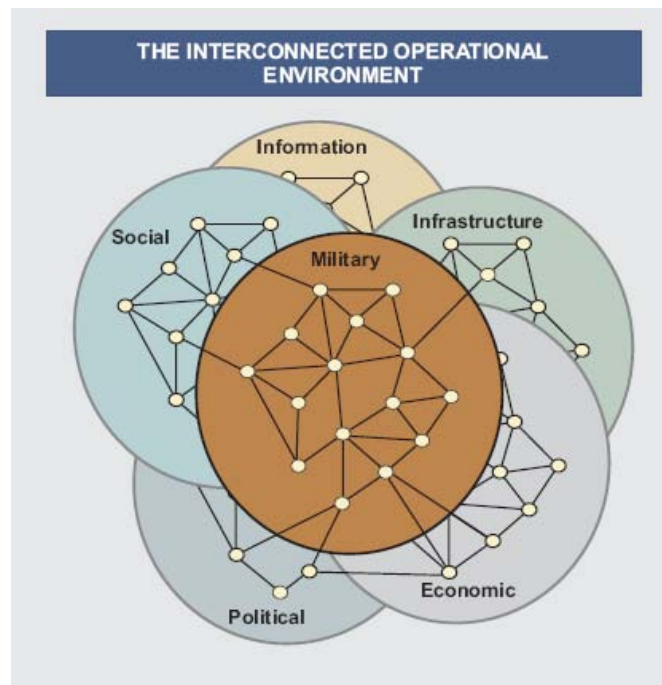 THE INTERCONNECTED OPERATIONAL
ENVIRONMENT
Information
Infrastructure
Social
Military
Economic
Political